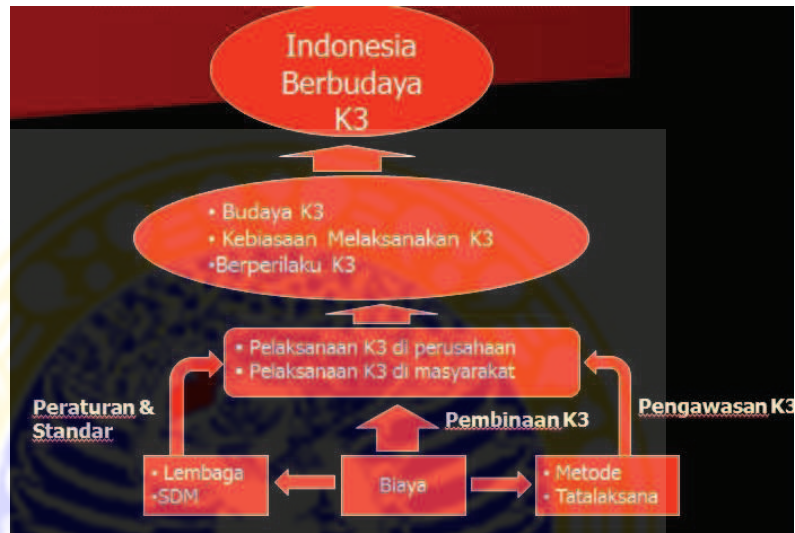 Indonesia
Berbudaya
K3
• Budaya K3
• Kebiasaan Melaksanakan K3
•Berperilaku K3
• Pelaksanaan K3 di perusahaan
• Pelaksanaan K3 di masyarakat
Peraturan &
Standar
Pembinaan K3
Pengawasan K3
• Lembaga
•SDM
Biaya
• Metode
• Tatalaksana